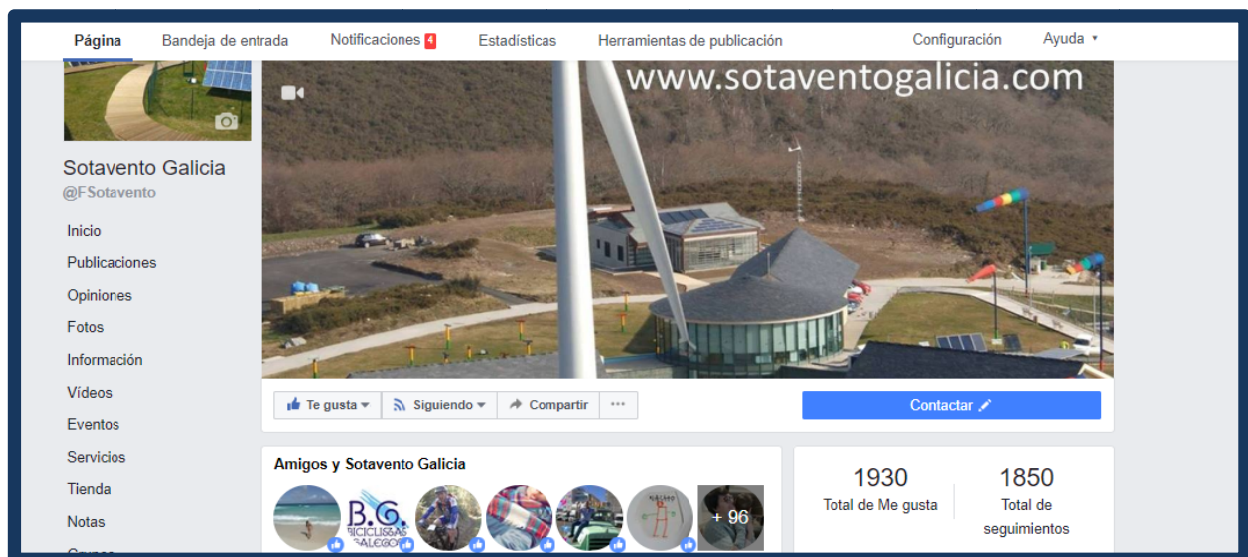 Página Bandeja de entrada Notificaciones 4 Estadísticas Herramientas de publicación Configuración Ayuda
www.sotaventogalicia.com
Sotavento Galicia
@FSotavento
Inicio
Publicaciones
Opiniones
Fotos
Información
Vídeos
Eventos
Servicios
Tienda
Notas
Te gusta Siguiendo Compartir ···
Contactar
Amigos y Sotavento Galicia
B.G.
BICICLISTAS
GALEGOS
+ 96
1930
Total de Me gusta
1850
Total de
seguimientos